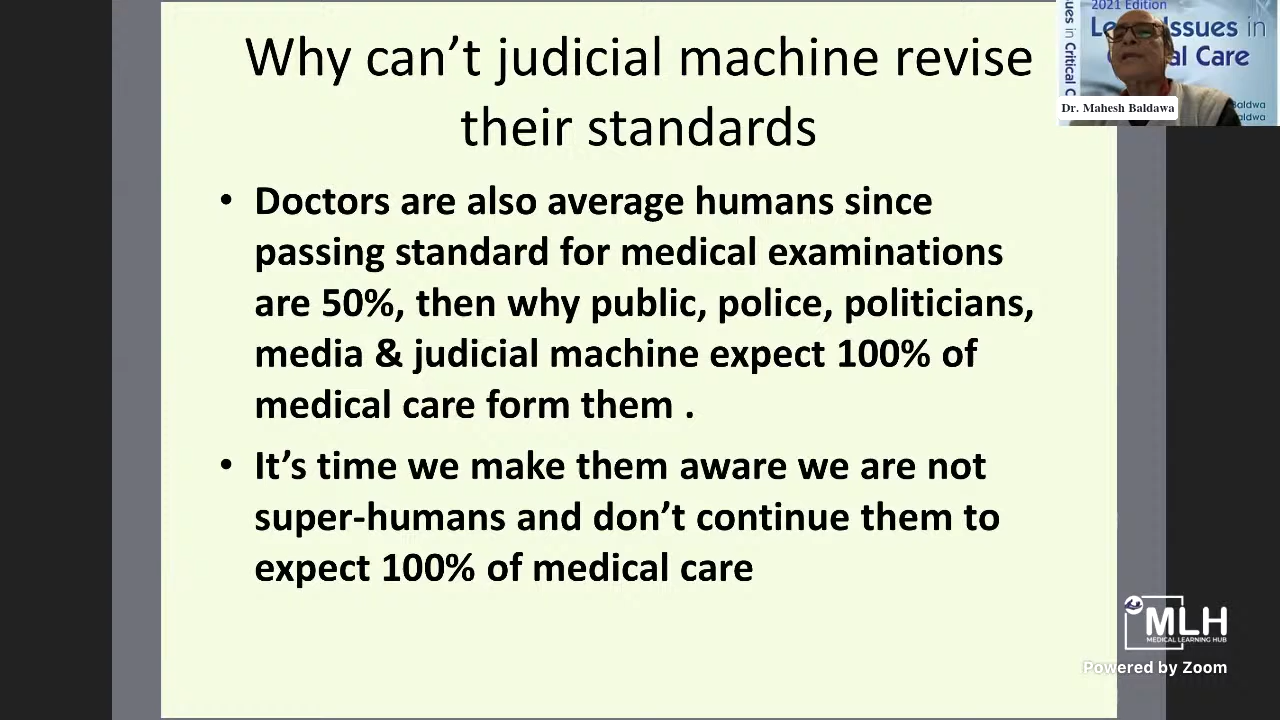 Why can't judicial machine revise
their standards
• Doctors are also average humans since
passing standard for medical examinations
are 50%, then why public, police, politicians,
media & judicial machine expect 100% of
medical care form them .
• It's time we make them aware we are not
super-humans and don't continue them to
expect 100% of medical care
2021 Edition
Issues in
Care
ues in Critical C
Dr. Mahesh Baldawa
MLH
MEDICAL LEARNING HUB
Powered by Zoom